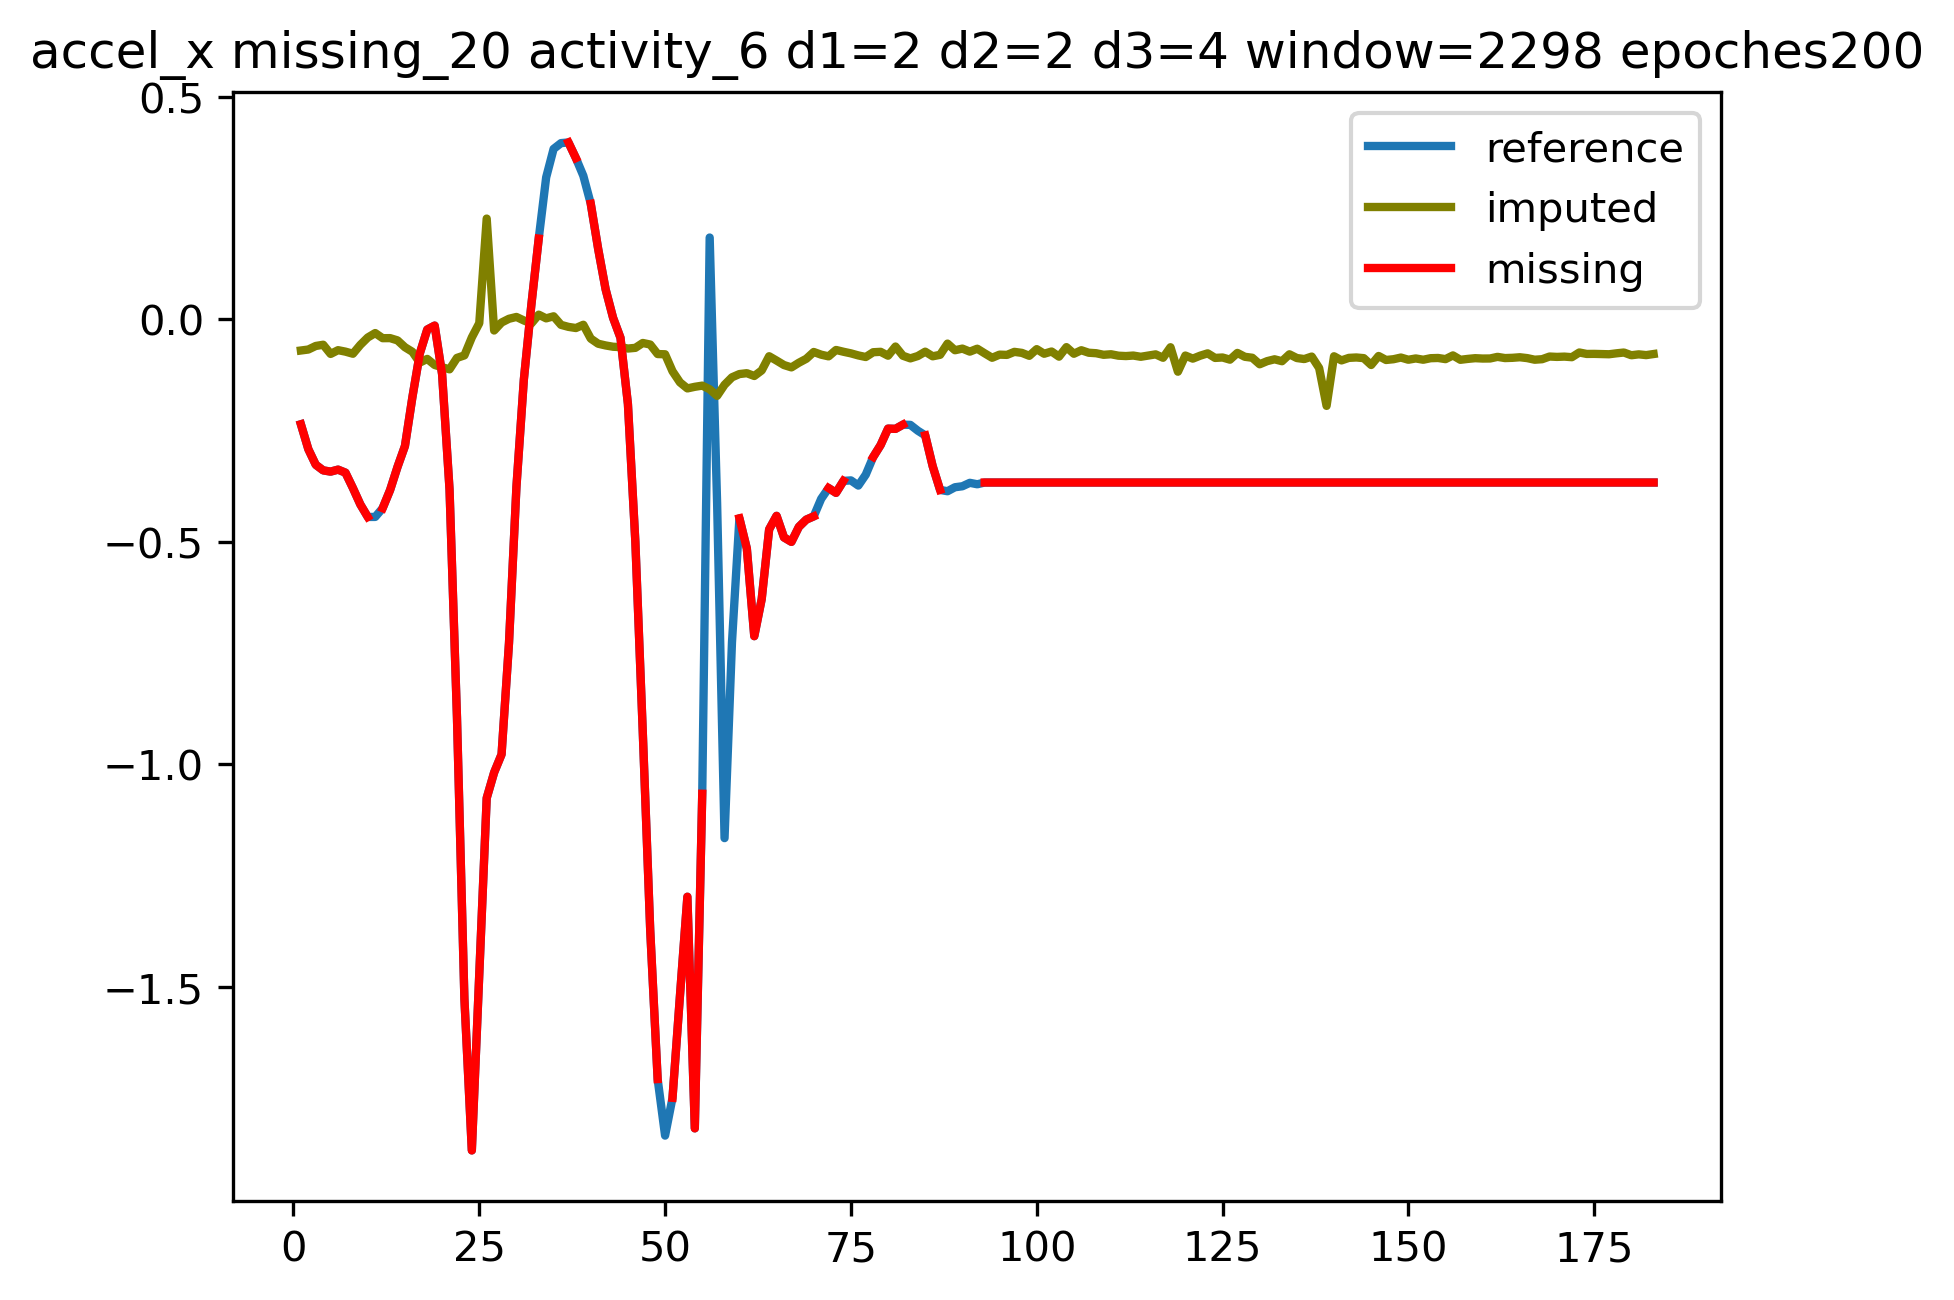 accel_x missing_20 activity_6 d1=2 d2=2 d3=4 window=2298 epoches200
0.5
0.0
−0.5
−1.0
−1.5
reference
imputed
missing
0 25 50 75 100 125 150 175